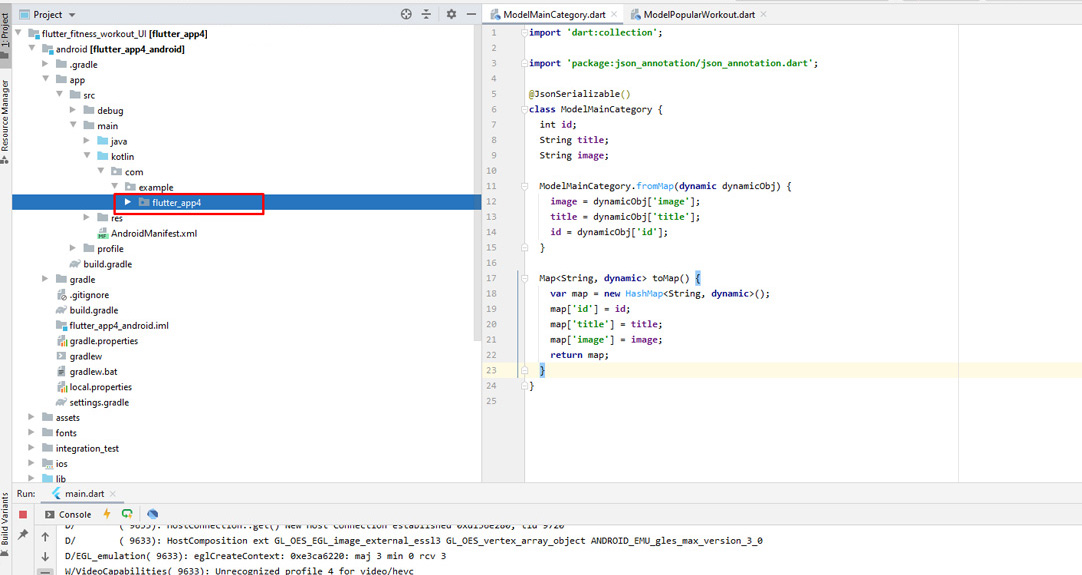 Project
ModelMainCategory.dart
ModelPopularWorkout.dart
1: Project
Resource Manager
Build Variants
flutter_fitness_workout_UI [flutter_app4]
android [flutter_app4_android]
.gradle
app
src
debug
main
java
kotlin
com
example
flutter_app4
res
AndroidManifest.xml
profile
build.gradle
gradle
.gitignore
build.gradle
flutter_app4_android.iml
gradle.properties
gradlew
gradlew.bat
local.properties
settings.gradle
assets
fonts
integration_test
ios
lib
1 import 'dart:collection';
2
3 import 'package:json_annotation/json_annotation.dart';
4
5 @JsonSerializable()
6 class ModelMainCategory {
7 int id;
8 String title;
9 String image;
10
11 ModelMainCategory.fromMap(dynamic dynamicObj) {
12 image = dynamicObj['image'];
13 title = dynamicObj['title'];
14 id = dynamicObj['id'];
15 }
16
17 Map<String, dynamic> toMap() {
18 var map = new HashMap<String, dynamic>();
19 map['id'] = id;
20 map['title'] = title;
21 map['image'] = image;
22 return map;
23 }
24 }
25
Run: main.dart
Console
D/ ( 9633): HostConnection::get() New Host Connection established
D/ ( 9633): HostComposition ext GL_OES_EGL_image_external_essl3 GL_OES_vertex_array_object ANDROID_EMU_gles_max_version_3_0
D/EGL_emulation( 9633): eglCreateContext: 0xe3ca6220: maj 3 min 0 rcv 3
W/VideoCapabilities( 9633): Unrecognized profile 4 for video/hevc